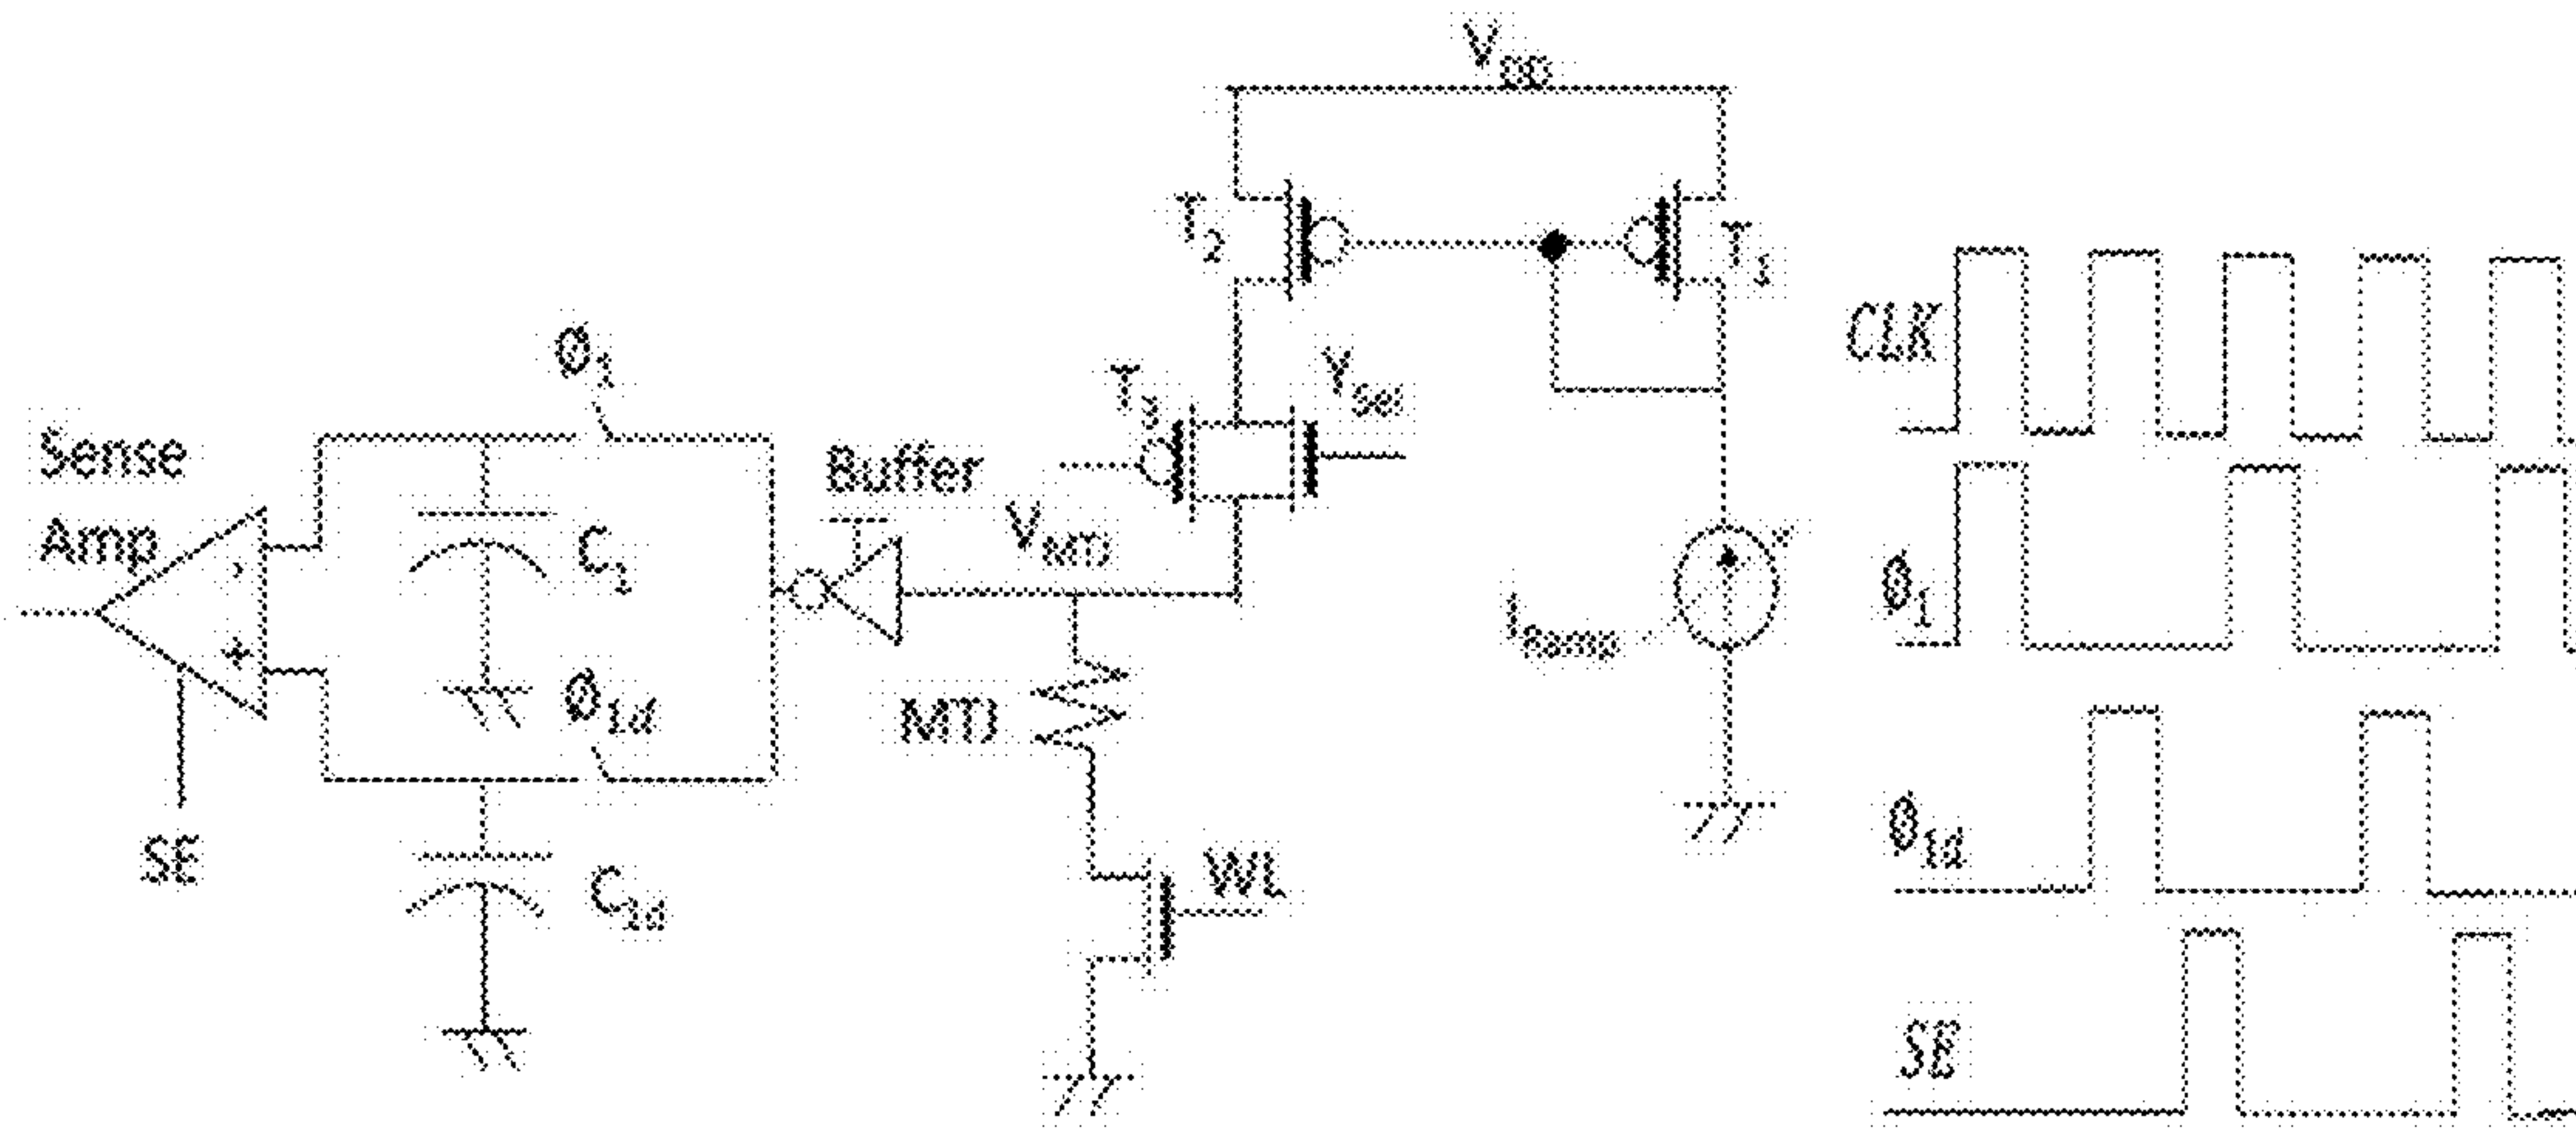 V_DD
T_2
T_1
CLK
Ø_1
T_3
Y_Sel
Sense
Amp
Buffer
V_MTJ
C_1
-
+
I_Ramp
Ø_1
Ø_1d
MTJ
Ø_1d
SE
C_1d
WL
SE